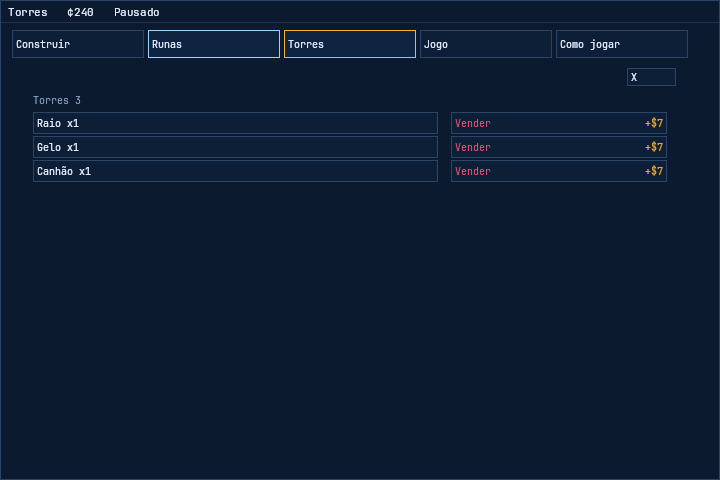 Torres ¢240 Pausado
Construir Runas Torres Jogo Como jogar
X
Torres 3
Raio x1 Vender +$7
Gelo x1 Vender +$7
Canhão x1 Vender +$7